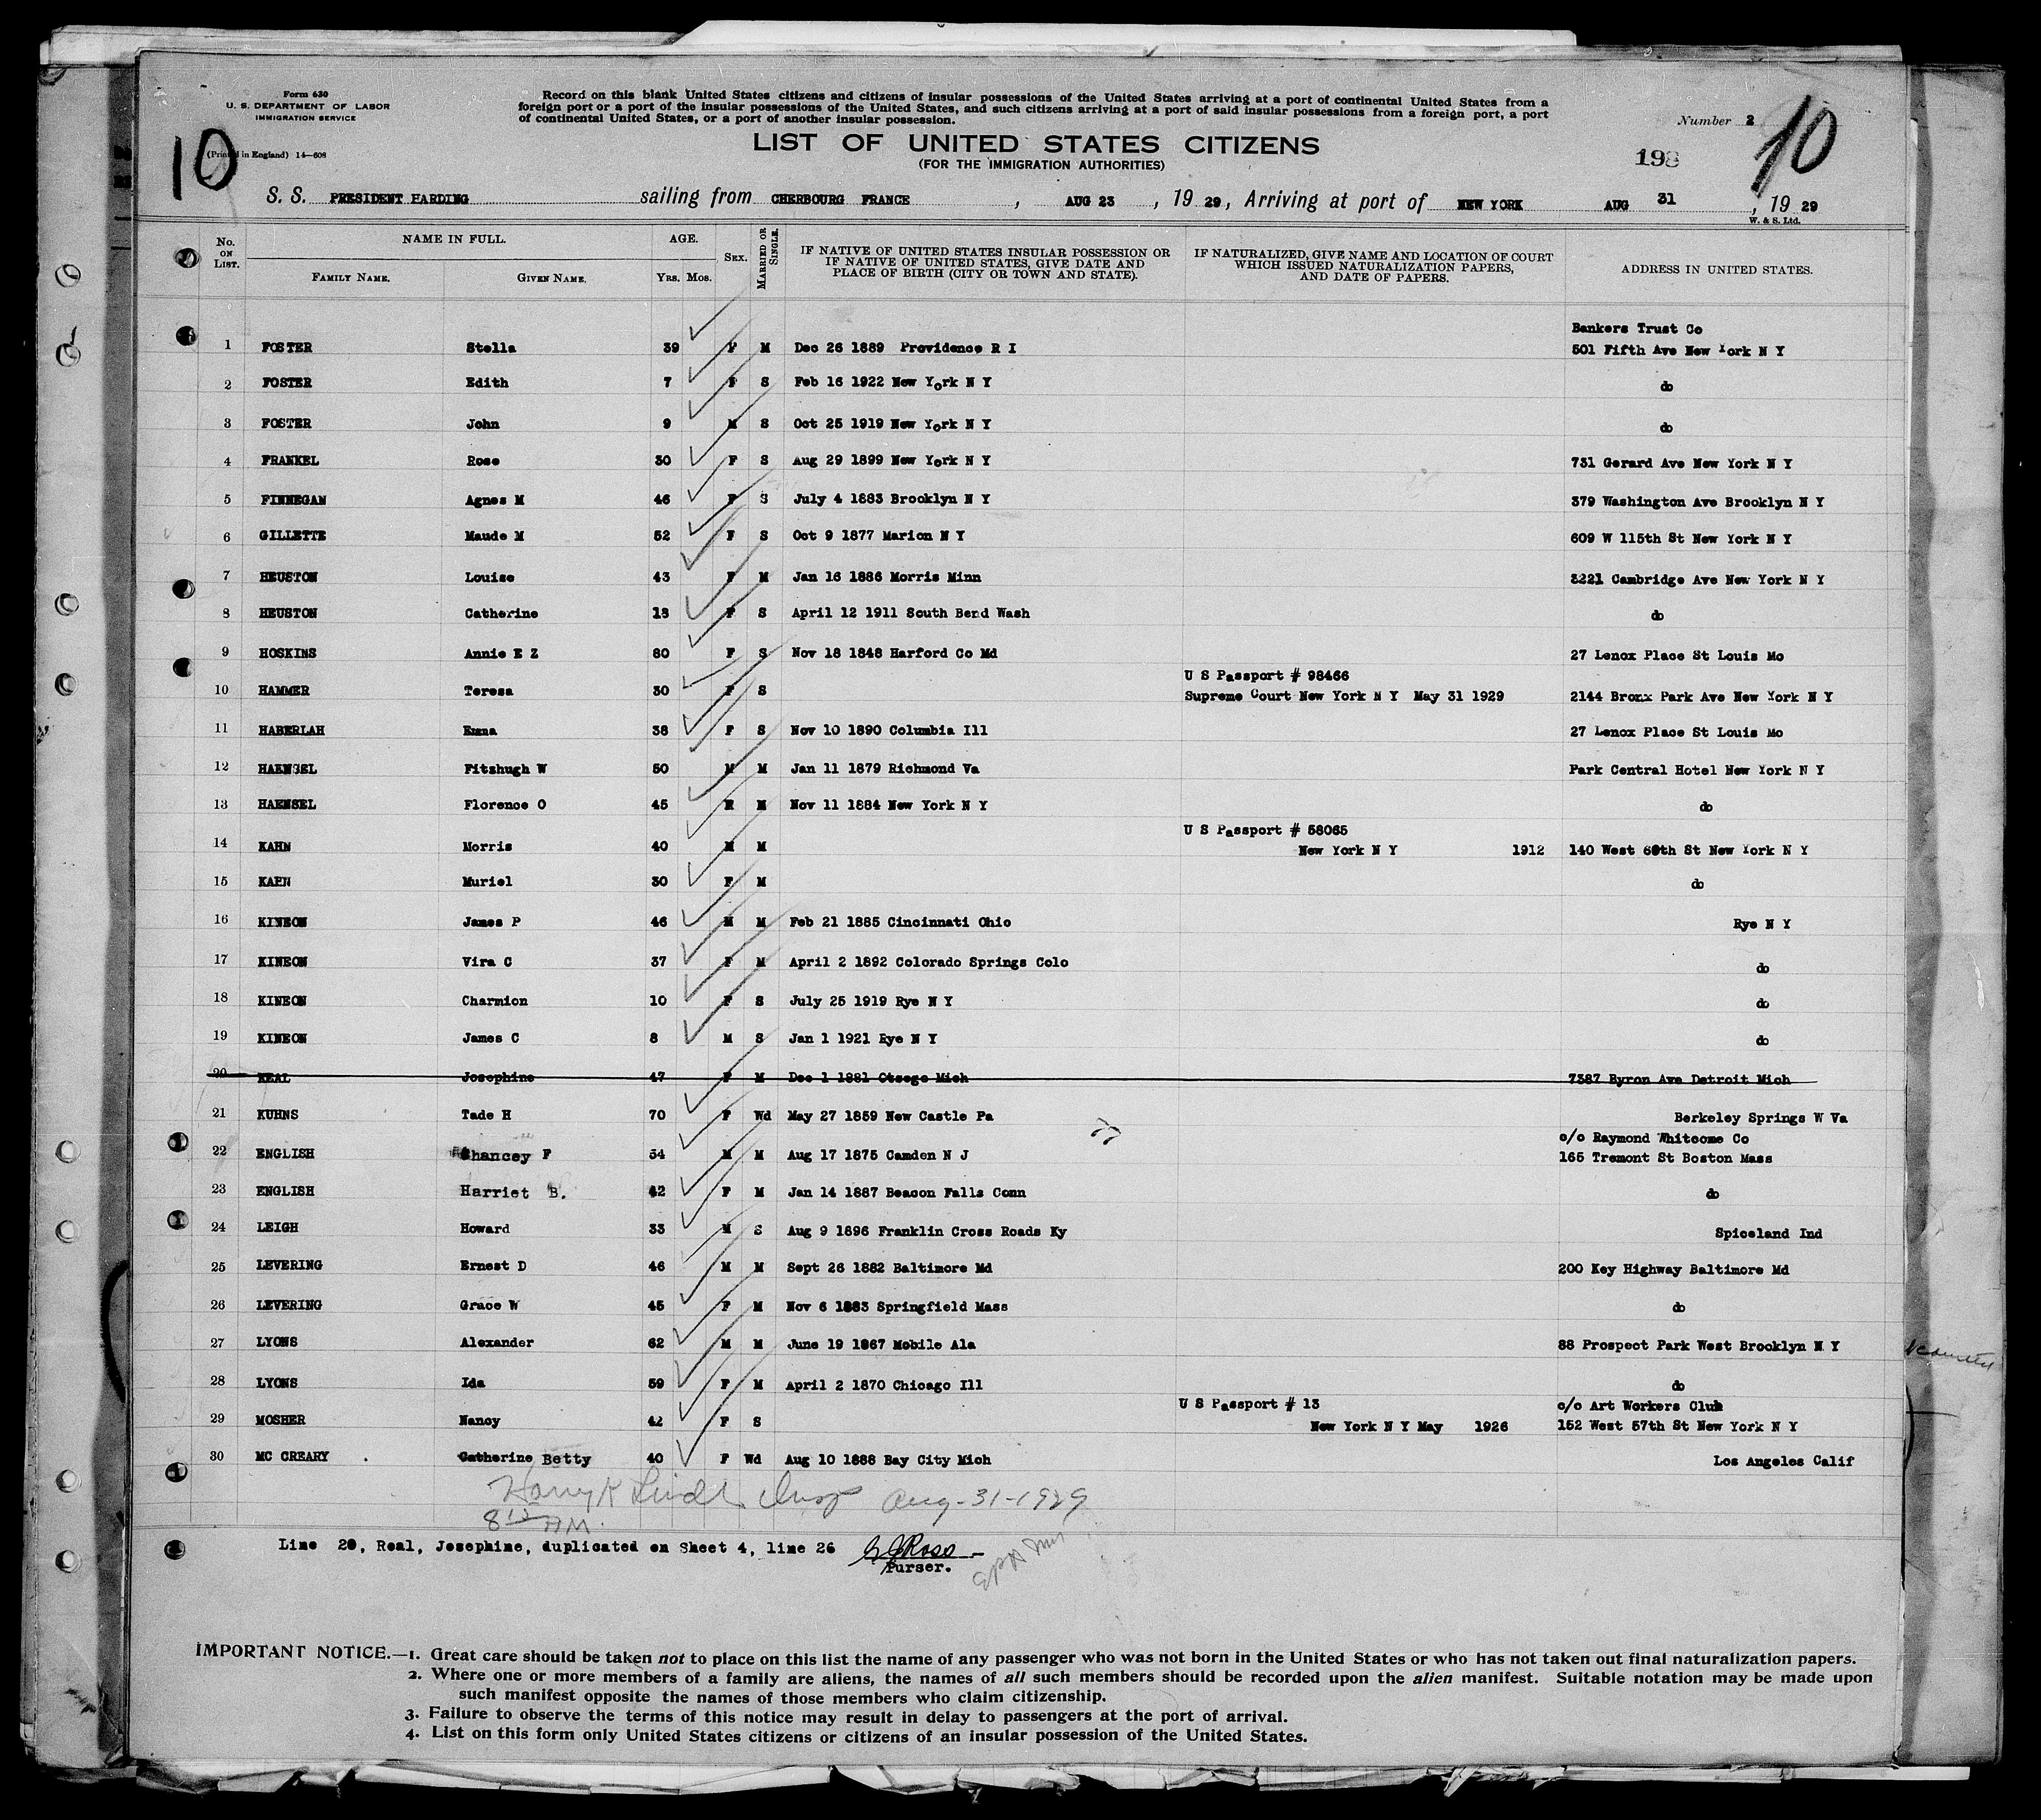 Form 630
U. S. DEPARTMENT OF LABOR
IMMIGRATION SERVICE
(Printed in England) 14—608
10
Record on this blank United States citizens and citizens of insular possessions of the United States arriving at a port of continental United States from a
foreign port or a port of the insular possessions of the United States, and such citizens arriving at a port of said insular possessions from a foreign port, a port
of continental United States, or a port of another insular possession.
Number 2
10
LIST OF UNITED STATES CITIZENS
(FOR THE IMMIGRATION AUTHORITIES)
198
S. S. PRESIDENT HARDING sailing from CHERBOURG FRANCE, AUG 23, 19 29, Arriving at port of NEW YORK AUG 31, 19 29
W. & S. Ltd.
No. ON LIST. NAME IN FULL. FAMILY NAME. GIVEN NAME. AGE. YRS. MOS. SEX. MARRIED OR SINGLE. IF NATIVE OF UNITED STATES INSULAR POSSESSION OR IF NATIVE OF UNITED STATES, GIVE DATE AND PLACE OF BIRTH (CITY OR TOWN AND STATE). IF NATURALIZED, GIVE NAME AND LOCATION OF COURT WHICH ISSUED NATURALIZATION PAPERS, AND DATE OF PAPERS. ADDRESS IN UNITED STATES.
Bankers Trust Co
1 FOSTER Stella 39 F M Dec 26 1889 Providence R I 501 Fifth Ave New York N Y
2 FOSTER Edith 7 F S Feb 16 1922 New York N Y do
3 FOSTER John 9 M S Oct 25 1919 New York N Y do
4 FRANKEL Rose 30 F S Aug 29 1899 New York N Y 731 Gerard Ave New York N Y
5 FINNEGAN Agnes M 46 F S July 4 1883 Brooklyn N Y 379 Washington Ave Brooklyn N Y
6 GILLETTE Maude M 52 F S Oct 9 1877 Marion N Y 609 W 115th St New York N Y
7 HEUSTON Louise 43 F M Jan 16 1886 Morris Minn 3221 Cambridge Ave New York N Y
8 HEUSTON Catherine 18 F S April 12 1911 South Bend Wash do
9 HOSKINS Annie E Z 80 F S Nov 18 1848 Harford Co Md 27 Lenox Place St Louis Mo
U S Passport # 98466
10 HAMMER Teresa 30 F S Supreme Court New York N Y May 31 1929 2144 Bronx Park Ave New York N Y
11 HABERLAH Emna 38 F S Nov 10 1890 Columbia Ill 27 Lenox Place St Louis Mo
12 HAENSEL Fitzhugh W 50 M M Jan 11 1879 Richmond Va Park Central Hotel New York N Y
13 HAENSEL Florence O 45 F M Nov 11 1884 New York N Y do
U S Passport # 58065
14 KAHN Morris 40 M M New York N Y 1912 140 West 69th St New York N Y
15 KAHN Muriel 30 F M do
16 KINEON James P 46 M M Feb 21 1885 Cincinnati Ohio Rye N Y
17 KINEON Vira C 37 F M April 2 1892 Colorado Springs Colo do
18 KINEON Charmion 10 F S July 25 1919 Rye N Y do
19 KINEON James C 8 M S Jan 1 1921 Rye N Y do
20 REAL Josephine 47 F M Dec 1 1881 Otsego Mich 7387 Byron Ave Detroit Mich
21 KUHNS Tade H 70 F Wd May 27 1859 New Castle Pa Berkeley Springs W Va
c/o Raymond Whitcome Co
22 ENGLISH Chancey F 54 M M Aug 17 1875 Camden N J 165 Tremont St Boston Mass
23 ENGLISH Harriet B. 42 F M Jan 14 1887 Beacon Falls Conn do
24 LEIGH Howard 33 M S Aug 9 1896 Franklin Cross Roads Ky Spiceland Ind
25 LEVERING Ernest D 46 M M Sept 26 1882 Baltimore Md 200 Key Highway Baltimore Md
26 LEVERING Grace W 45 F M Nov 6 1883 Springfield Mass do
27 LYONS Alexander 62 M M June 19 1867 Mobile Ala 88 Prospect Park West Brooklyn N Y
28 LYONS Ida 59 F M April 2 1870 Chicago Ill do
U S Passport # 13 c/o Art Workers Club
29 MOSHER Nancy 42 F S New York N Y May 1926 152 West 57th St New York N Y
30 MC CREARY Catherine Betty 40 F Wd Aug 10 1888 Bay City Mich Los Angeles Calif
Harry K Insp Aug-31-1929
8 AM.
Line 20, Real, Josephine, duplicated on Sheet 4, line 26 Ross
Purser.
IMPORTANT NOTICE.—1. Great care should be taken not to place on this list the name of any passenger who was not born in the United States or who has not taken out final naturalization papers.
2. Where one or more members of a family are aliens, the names of all such members should be recorded upon the alien manifest. Suitable notation may be made upon
such manifest opposite the names of those members who claim citizenship.
3. Failure to observe the terms of this notice may result in delay to passengers at the port of arrival.
4. List on this form only United States citizens or citizens of an insular possession of the United States.